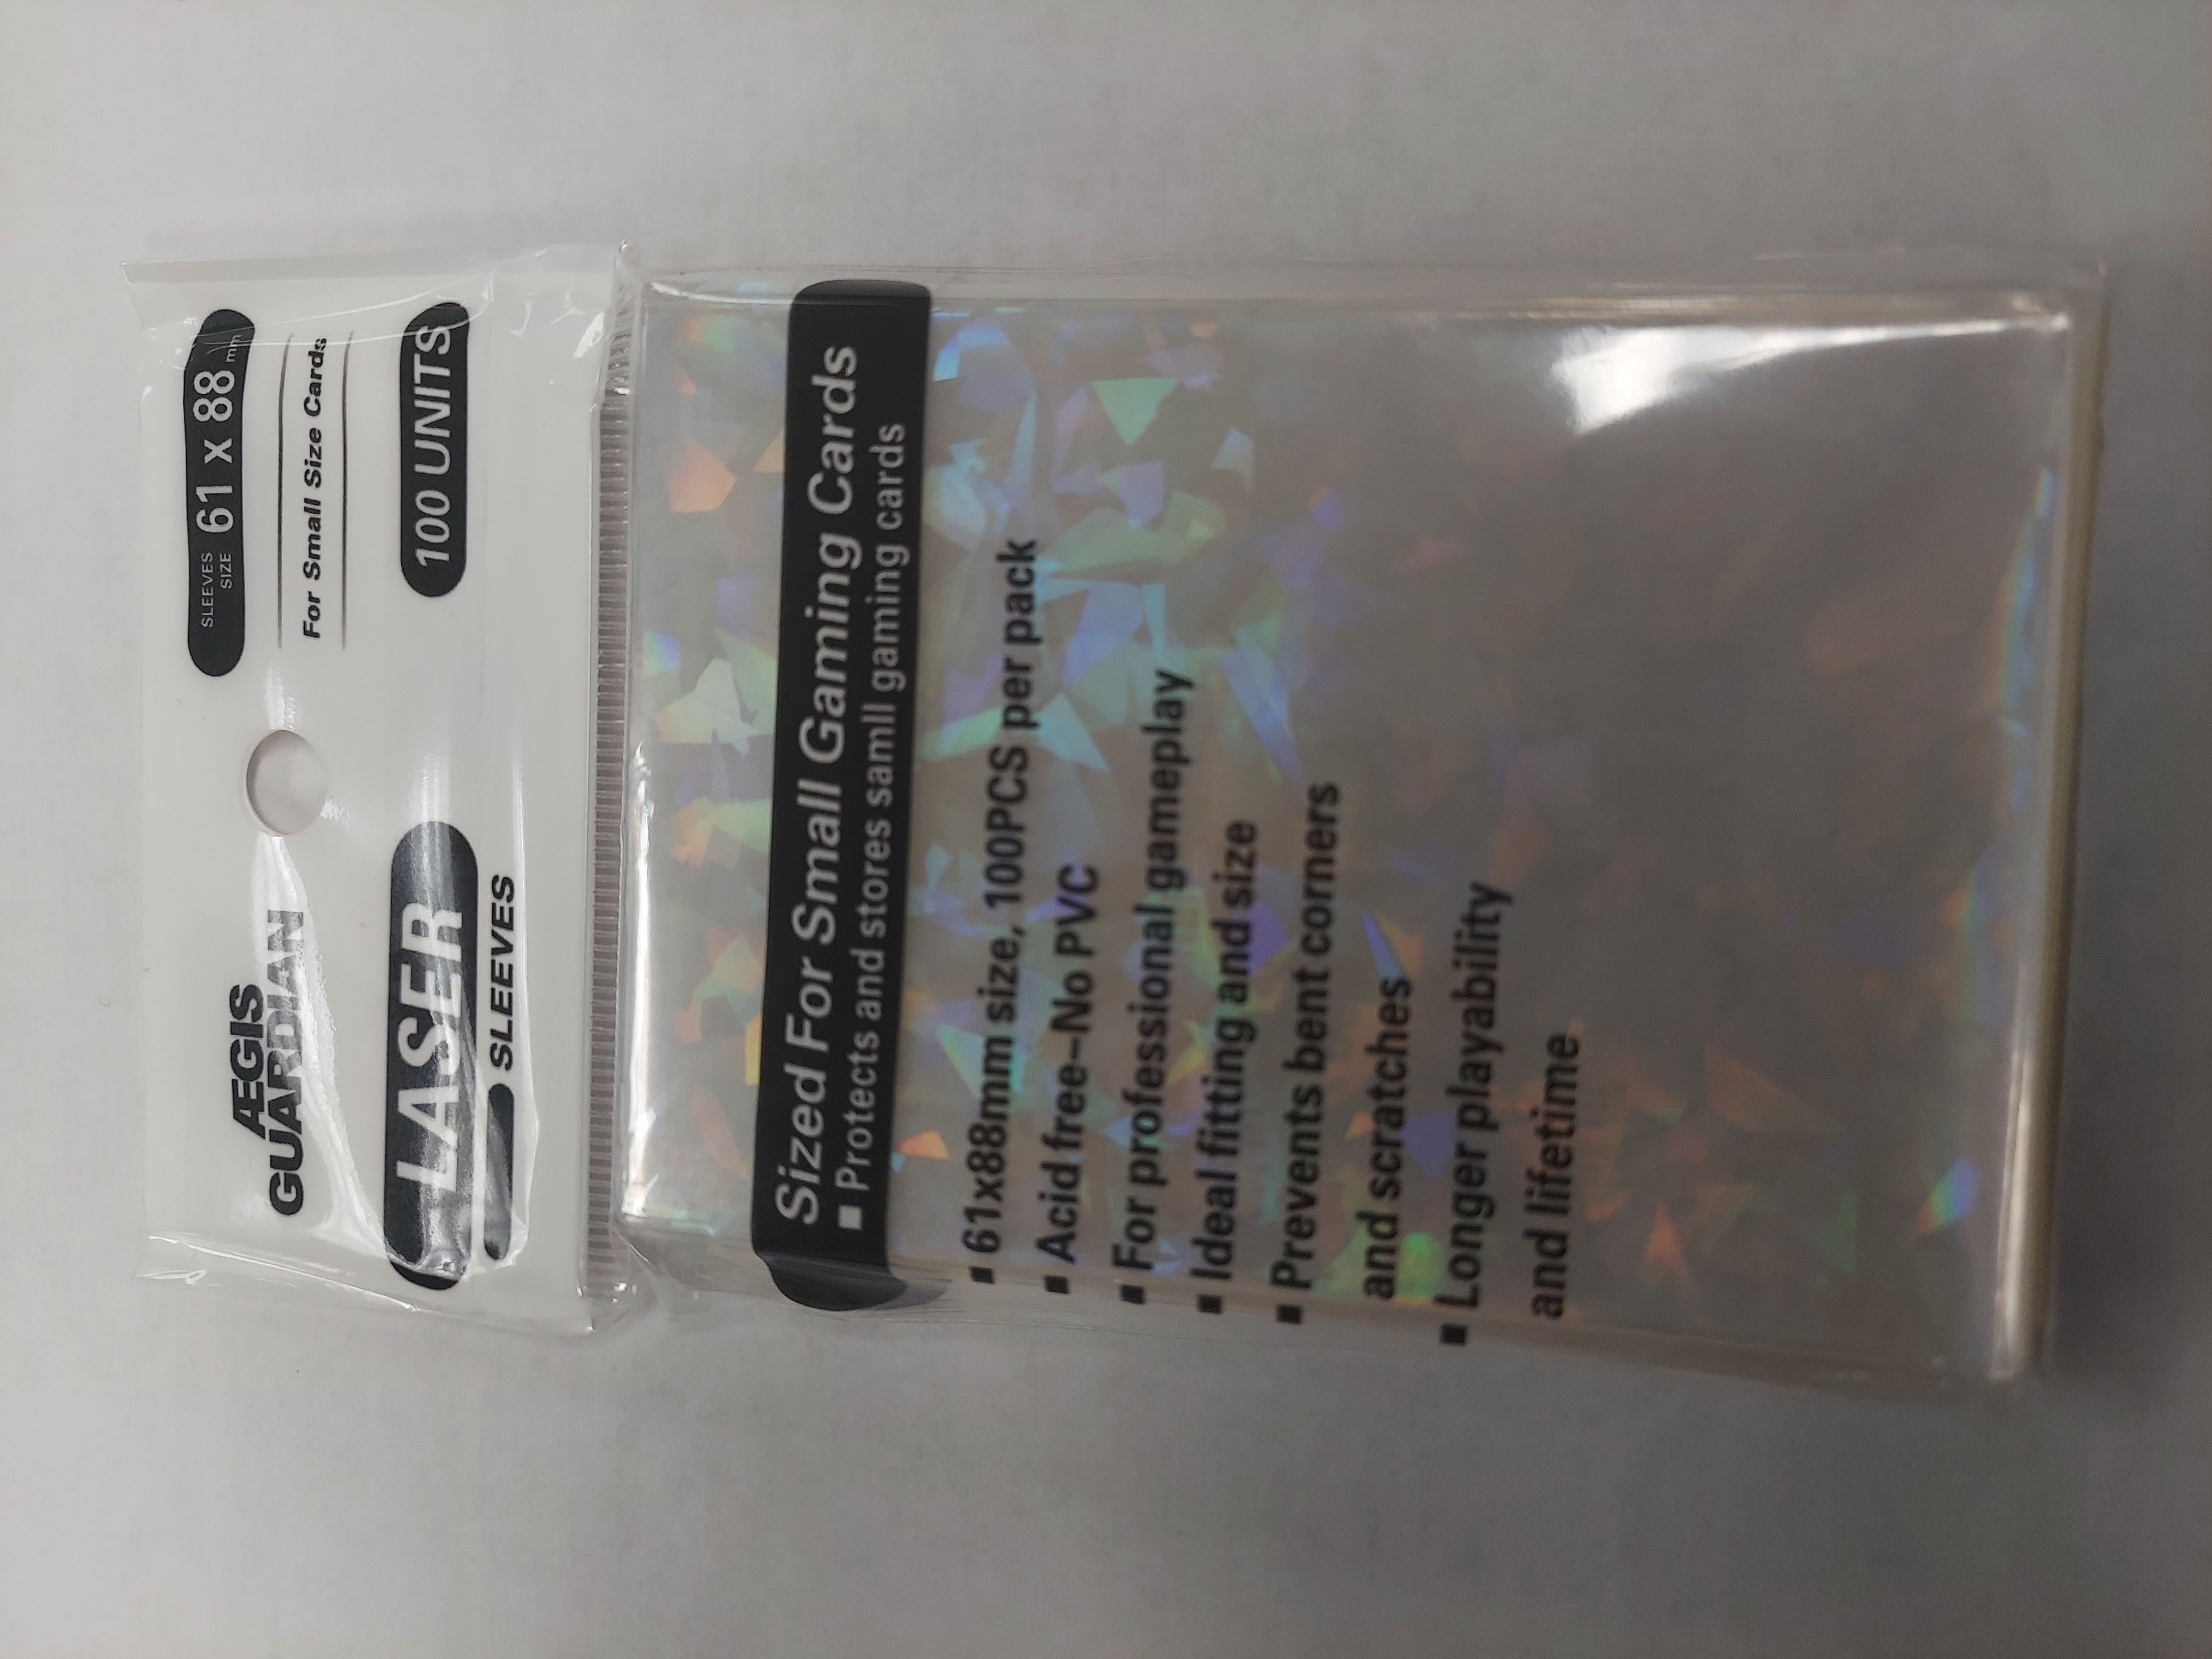 ÆGIS
GUARDIAN
LASER
SLEEVES
SLEEVES
SIZE
61 x 88 mm
For Small Size Cards
100 UNITS
Sized For Small Gaming Cards
■ Protects and stores samll gaming cards
■ 61x88mm size, 100PCS per pack
■ Acid free-No PVC
■ For professional gameplay
■ Ideal fitting and size
■ Prevents bent corners
and scratches
■ Longer playability
and lifetime